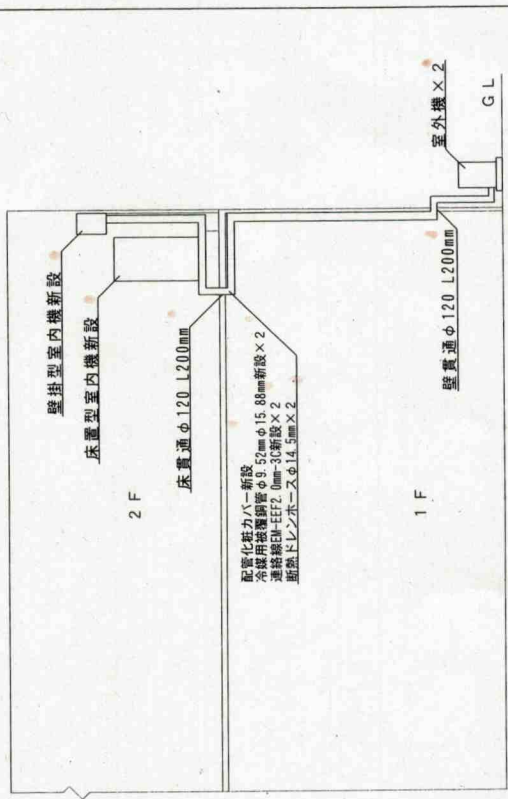 壁掛型室内機新設
床置型室内機新設
2F
床貫通φ120 L200mm
配管化粧カバー新設
冷媒用被覆銅管φ9.52mmφ15.88mm新設×2
連絡線EM-EEF2.0mm-3C新設×2
断熱ドレンホースφ14.5mm×2
1F
壁貫通φ120 L200mm
室外機×2
GL